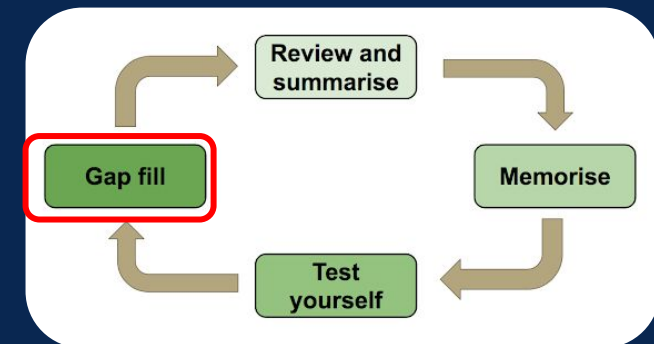 Review and
summarise
Gap fill
Memorise
Test
yourself